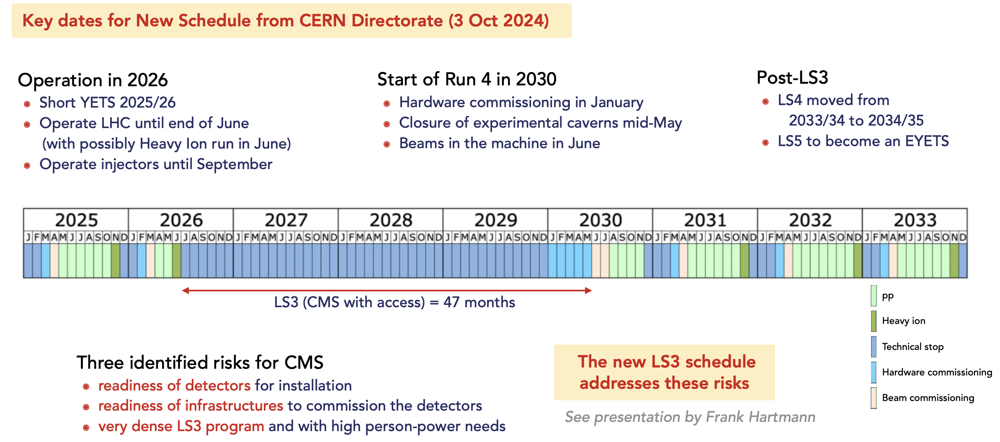 Key dates for New Schedule from CERN Directorate (3 Oct 2024)
Operation in 2026
Short YETS 2025/26
Operate LHC until end of June
(with possibly Heavy Ion run in June)
Operate injectors until September
Start of Run 4 in 2030
Hardware commissioning in January
Closure of experimental caverns mid-May
Beams in the machine in June
Post-LS3
LS4 moved from
2033/34 to 2034/35
LS5 to become an EYETS
2025 2026 2027 2028 2029 2030 2031 2032 2033
J F M A M J J A S O N D J F M A M J J A S O N D J F M A M J J A S O N D J F M A M J J A S O N D J F M A M J J A S O N D J F M A M J J A S O N D J F M A M J J A S O N D J F M A M J J A S O N D J F M A M J J A S O N D
LS3 (CMS with access) = 47 months
pp
Heavy ion
Technical stop
Hardware commissioning
Beam commissioning
Three identified risks for CMS
readiness of detectors for installation
readiness of infrastructures to commission the detectors
very dense LS3 program and with high person-power needs
The new LS3 schedule
addresses these risks
See presentation by Frank Hartmann